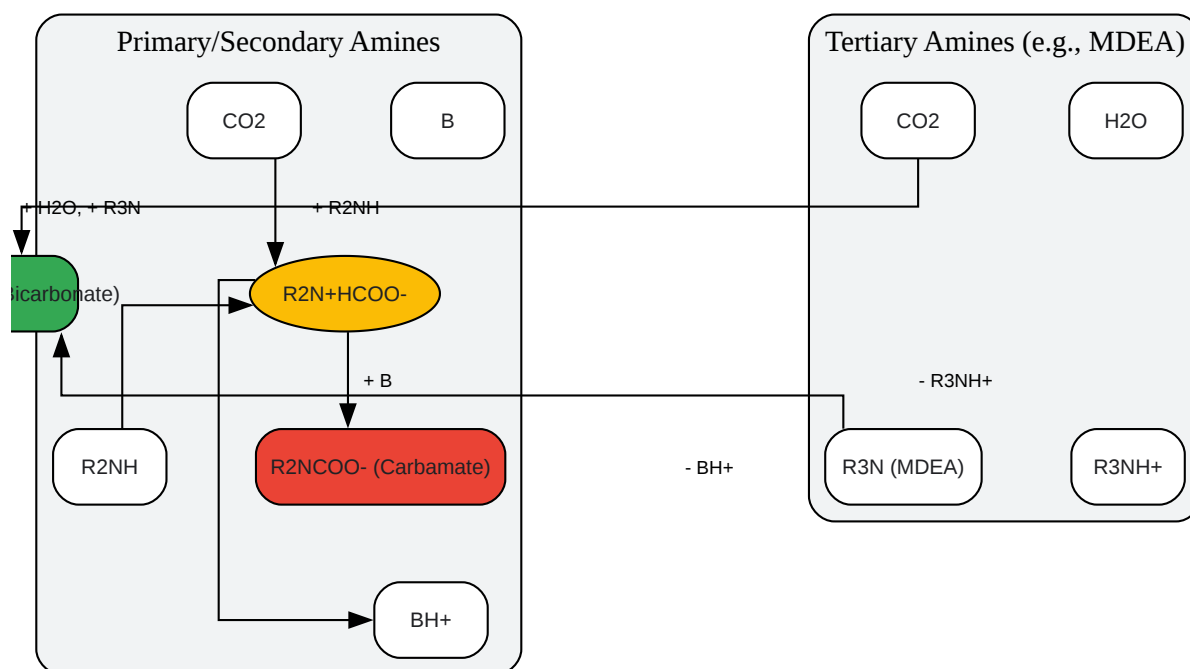 Primary/Secondary Amines
Tertiary Amines (e.g., MDEA)
CO2
B
CO2
H2O
+ H2O, + R3N
+ R2NH
icarbonate)
R2N+HCOO-
+ B
- R3NH+
R2NH
R2NCOO- (Carbamate)
- BH+
R3N (MDEA)
R3NH+
BH+